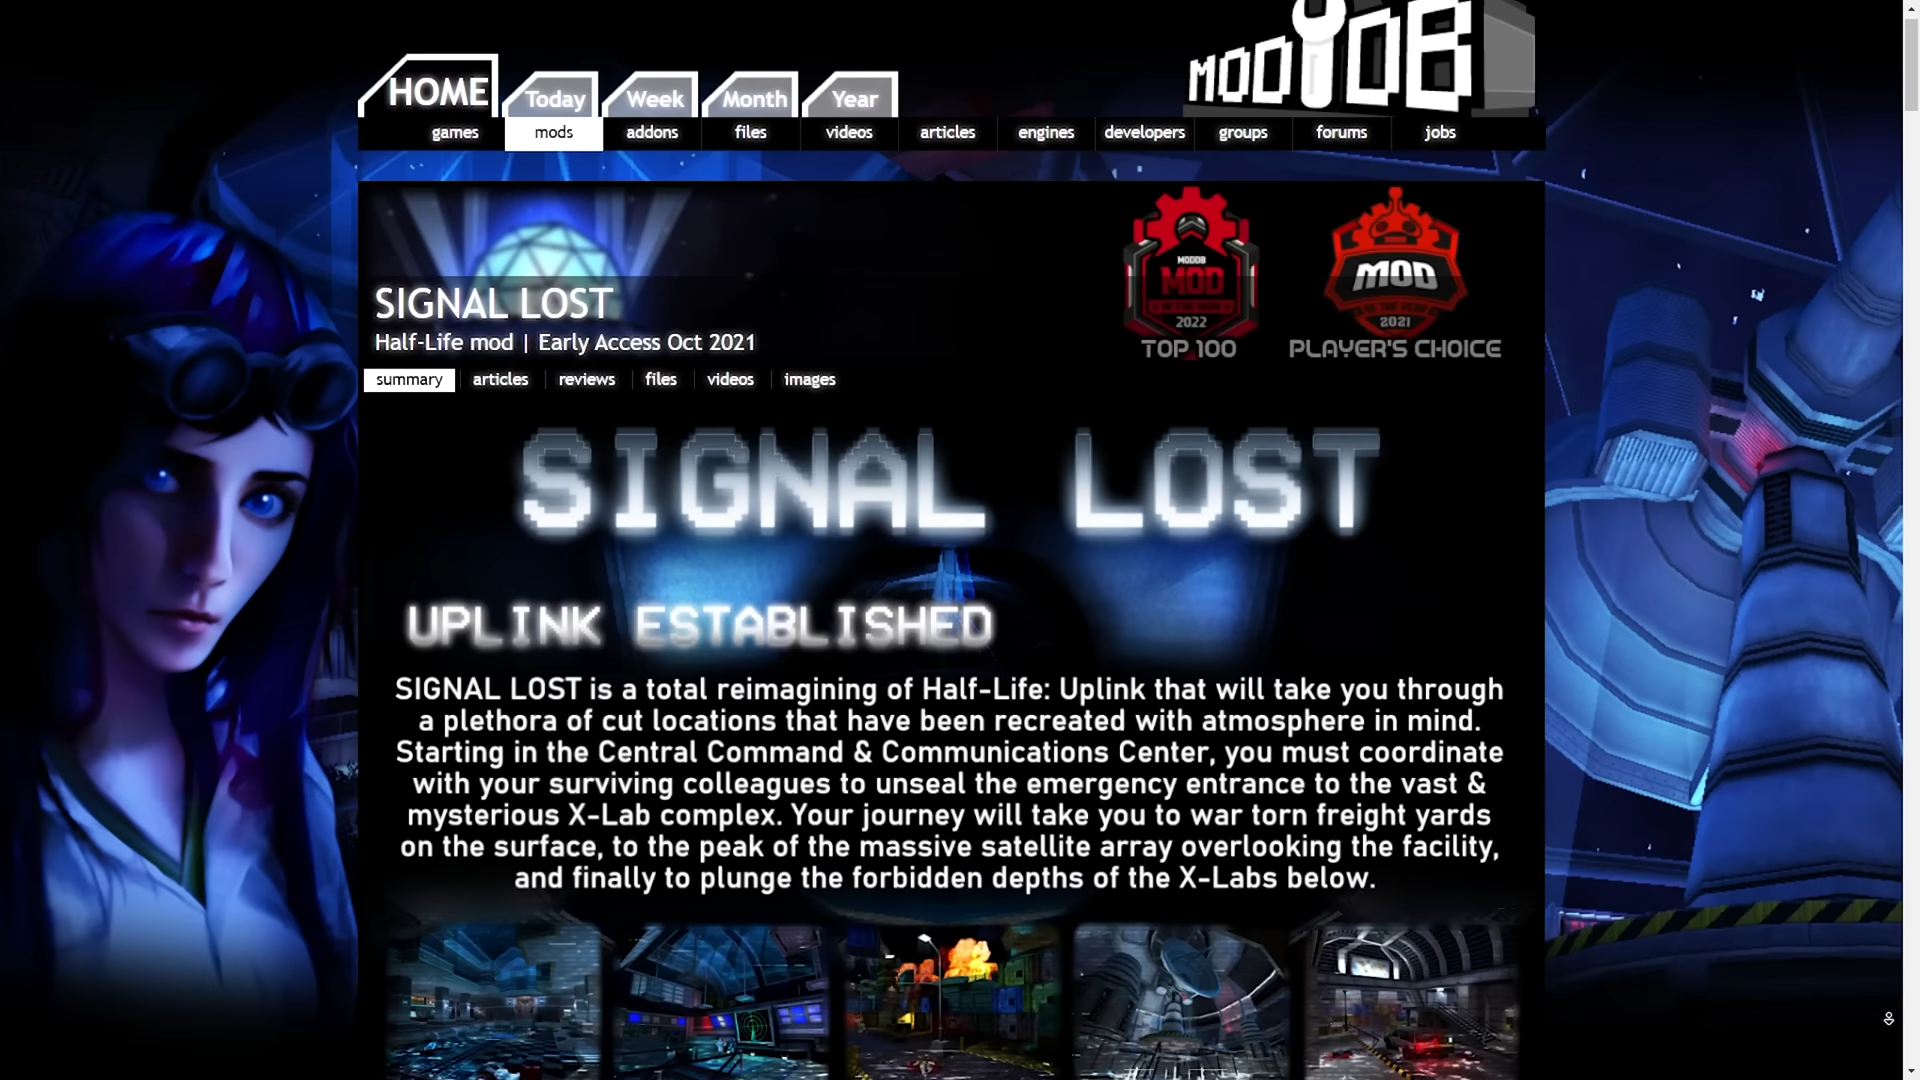 MODDB
HOME Today Week Month Year
games mods addons files videos articles engines developers groups forums jobs
MODDB
MOD
2022
TOP 100
MOD
OF THE YEAR
2021
PLAYER'S CHOICE
SIGNAL LOST
Half-Life mod | Early Access Oct 2021
summary articles reviews files videos images
SIGNAL LOST
UPLINK ESTABLISHED
SIGNAL LOST is a total reimagining of Half-Life: Uplink that will take you through
a plethora of cut locations that have been recreated with atmosphere in mind.
Starting in the Central Command & Communications Center, you must coordinate
with your surviving colleagues to unseal the emergency entrance to the vast &
mysterious X-Lab complex. Your journey will take you to war torn freight yards
on the surface, to the peak of the massive satellite array overlooking the facility,
and finally to plunge the forbidden depths of the X-Labs below.